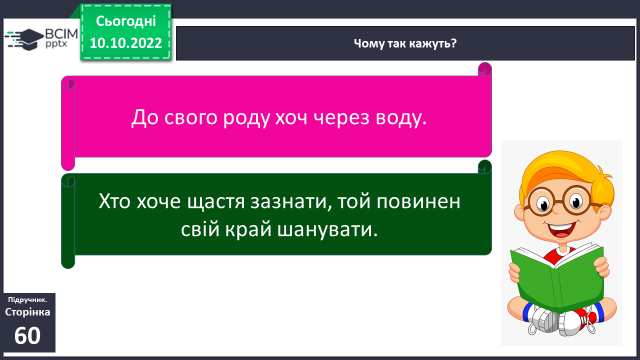 Сьогодні
10.10.2022
ВСІМ
pptx
Чому так кажуть?
До свого роду хоч через воду.
Хто хоче щастя зазнати, той повинен
свій край шанувати.
Підручник.
Сторінка
60